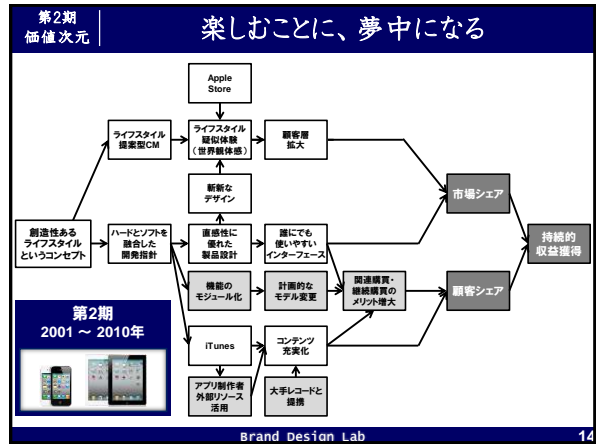 第2期
価値次元
楽しむことに、夢中になる
Apple
Store
ライフスタイル
提案型CM
ライフスタイル
疑似体験
（世界観体感）
顧客層
拡大
斬新な
デザイン
市場シェア
創造性ある
ライフスタイル
というコンセプト
ハードとソフトを
融合した
開発指針
直感性に
優れた
製品設計
誰にでも
使いやすい
インターフェース
持続的
収益獲得
機能の
モジュール化
計画的な
モデル変更
関連購買・
継続購買の
メリット増大
顧客シェア
第2期
2001 ～ 2010年
iTunes
コンテンツ
充実化
アプリ制作者
外部リソース
活用
大手レコードと
提携
Brand Design Lab
14